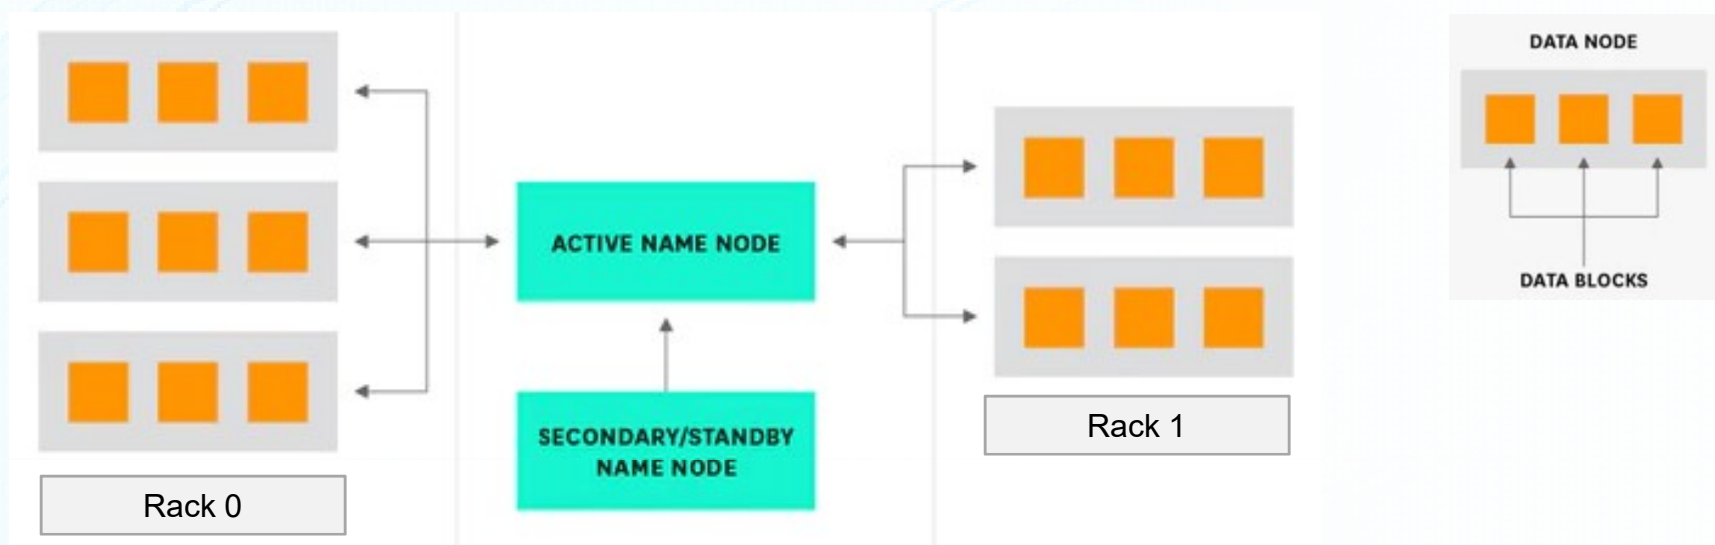 ACTIVE NAME NODE
SECONDARY/STANDBY
NAME NODE
Rack 0
Rack 1
DATA NODE
DATA BLOCKS